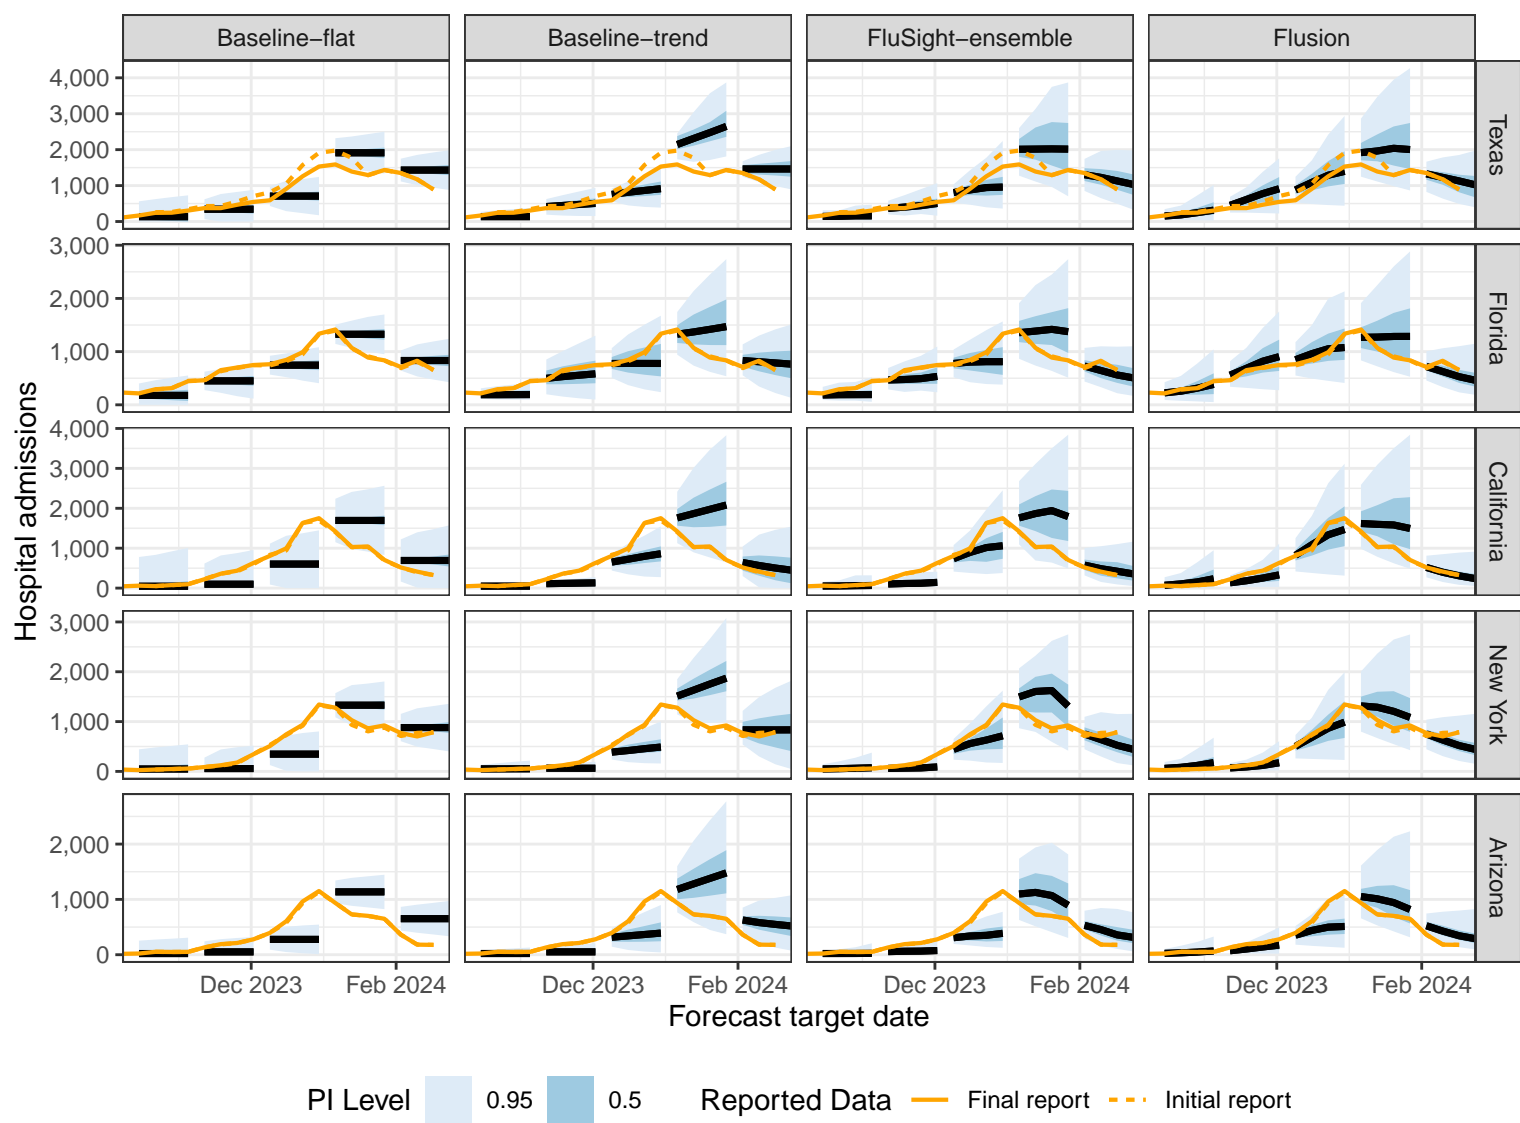 Baseline−flat Baseline−trend FluSight−ensemble Flusion
4,000
3,000
2,000
1,000
0
Texas
3,000
2,000
1,000
0
Florida
4,000
3,000
2,000
1,000
0
California
3,000
2,000
1,000
0
New York
2,000
1,000
0
Arizona
Hospital admissions
Dec 2023 Feb 2024 Dec 2023 Feb 2024 Dec 2023 Feb 2024 Dec 2023 Feb 2024
Forecast target date
PI Level 0.95 0.5 Reported Data Final report Initial report